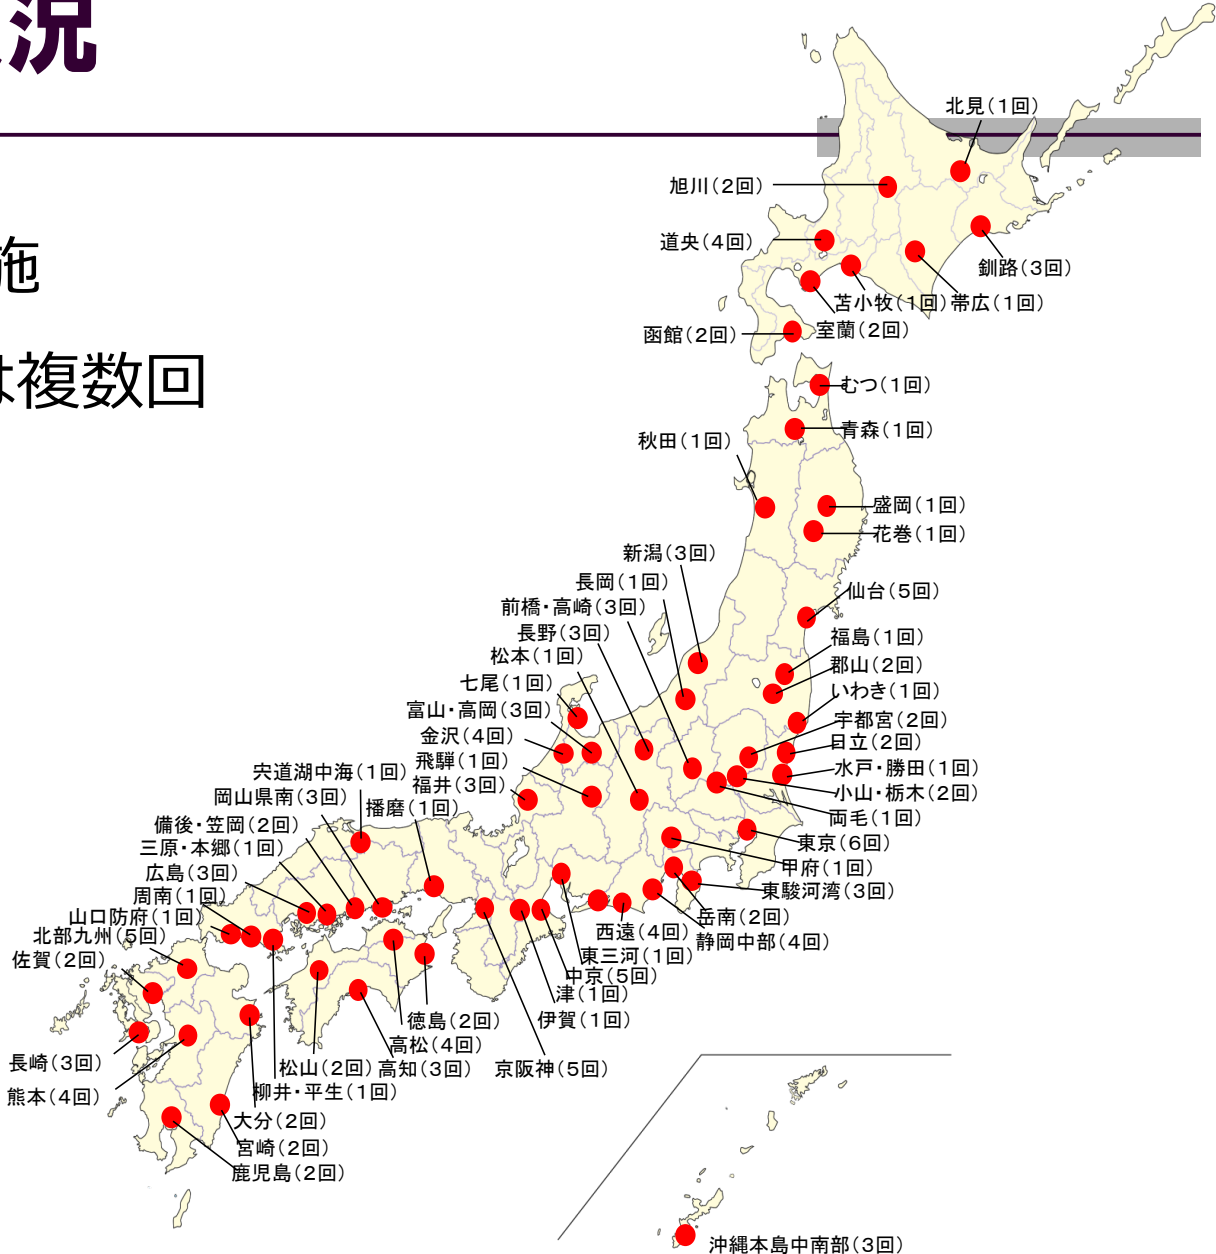 況
施
は複数回
北見(1回)
旭川(2回)
道央(4回)
釧路(3回)
苫小牧(1回)
帯広(1回)
室蘭(2回)
函館(2回)
むつ(1回)
青森(1回)
秋田(1回)
盛岡(1回)
花巻(1回)
新潟(3回)
長岡(1回)
仙台(5回)
前橋・高崎(3回)
長野(3回)
福島(1回)
松本(1回)
郡山(2回)
七尾(1回)
いわき(1回)
富山・高岡(3回)
宇都宮(2回)
金沢(4回)
日立(2回)
飛騨(1回)
水戸・勝田(1回)
宍道湖中海(1回)
福井(3回)
小山・栃木(2回)
岡山県南(3回)
播磨(1回)
両毛(1回)
備後・笠岡(2回)
東京(6回)
三原・本郷(1回)
甲府(1回)
広島(3回)
東駿河湾(3回)
周南(1回)
岳南(2回)
山口防府(1回)
西遠(4回)
静岡中部(4回)
北部九州(5回)
東三河(1回)
佐賀(2回)
中京(5回)
津(1回)
伊賀(1回)
徳島(2回)
高松(4回)
長崎(3回)
松山(2回)
高知(3回)
京阪神(5回)
熊本(4回)
柳井・平生(1回)
大分(2回)
宮崎(2回)
鹿児島(2回)
沖縄本島中南部(3回)